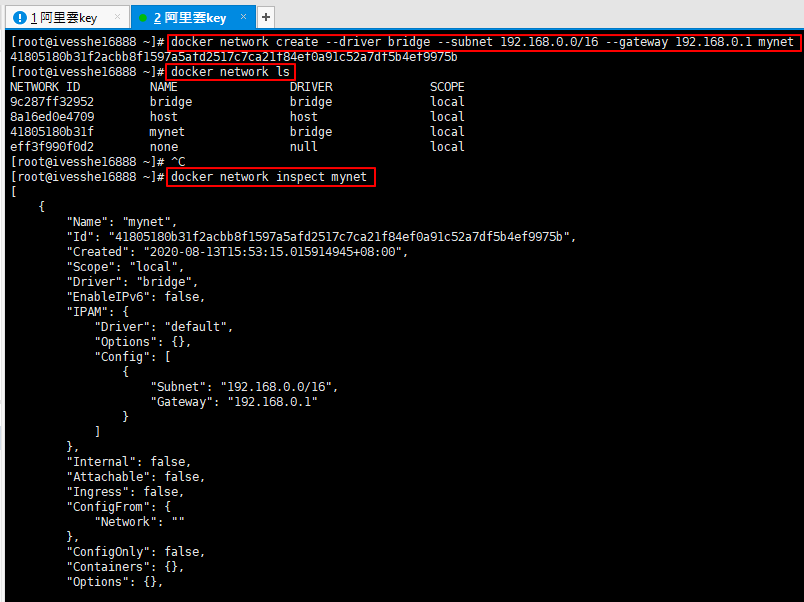 1 阿里雲key × 2 阿里雲key × +
[root@ivesshe16888 ~]# docker network create --driver bridge --subnet 192.168.0.0/16 --gateway 192.168.0.1 mynet
41805180b31f2acbb8f1597a5afd2517c7ca21f84ef0a91c52a7df5b4ef9975b
[root@ivesshe16888 ~]# docker network ls
NETWORK ID NAME DRIVER SCOPE
9c287ff32952 bridge bridge local
8a16ed0e4709 host host local
41805180b31f mynet bridge local
eff3f990f0d2 none null local
[root@ivesshe16888 ~]# ^C
[root@ivesshe16888 ~]# docker network inspect mynet
[
    {
        "Name": "mynet",
        "Id": "41805180b31f2acbb8f1597a5afd2517c7ca21f84ef0a91c52a7df5b4ef9975b",
        "Created": "2020-08-13T15:53:15.015914945+08:00",
        "Scope": "local",
        "Driver": "bridge",
        "EnableIPv6": false,
        "IPAM": {
            "Driver": "default",
            "Options": {},
            "Config": [
                {
                    "Subnet": "192.168.0.0/16",
                    "Gateway": "192.168.0.1"
                }
            ]
        },
        "Internal": false,
        "Attachable": false,
        "Ingress": false,
        "ConfigFrom": {
            "Network": ""
        },
        "ConfigOnly": false,
        "Containers": {},
        "Options": {},